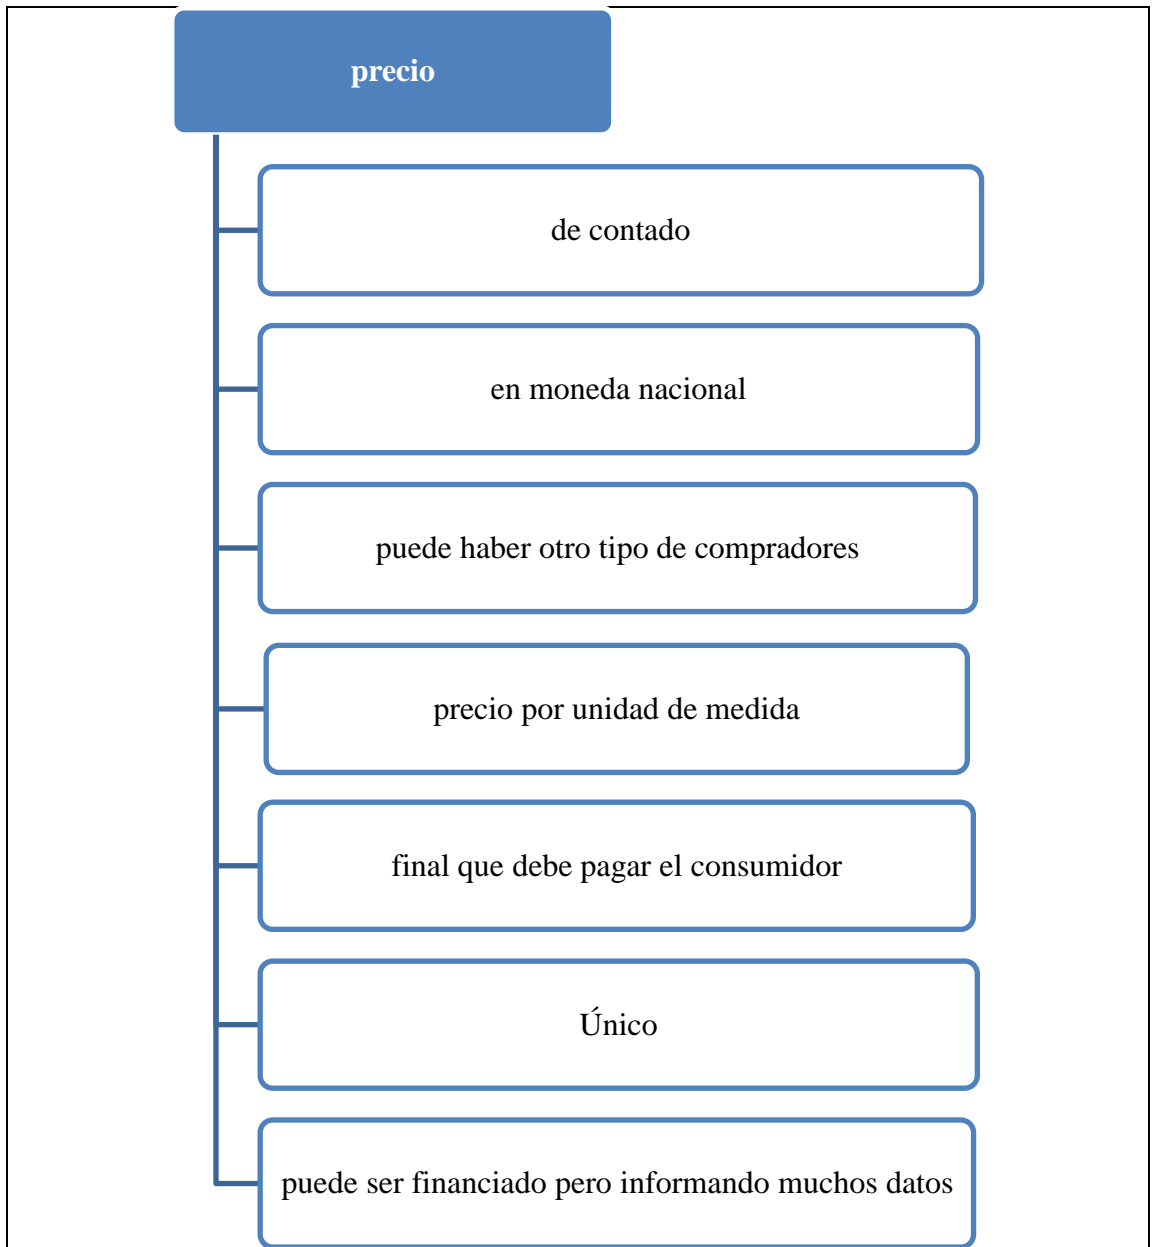 precio
de contado
en moneda nacional
puede haber otro tipo de compradores
precio por unidad de medida
final que debe pagar el consumidor
Único
puede ser financiado pero informando muchos datos